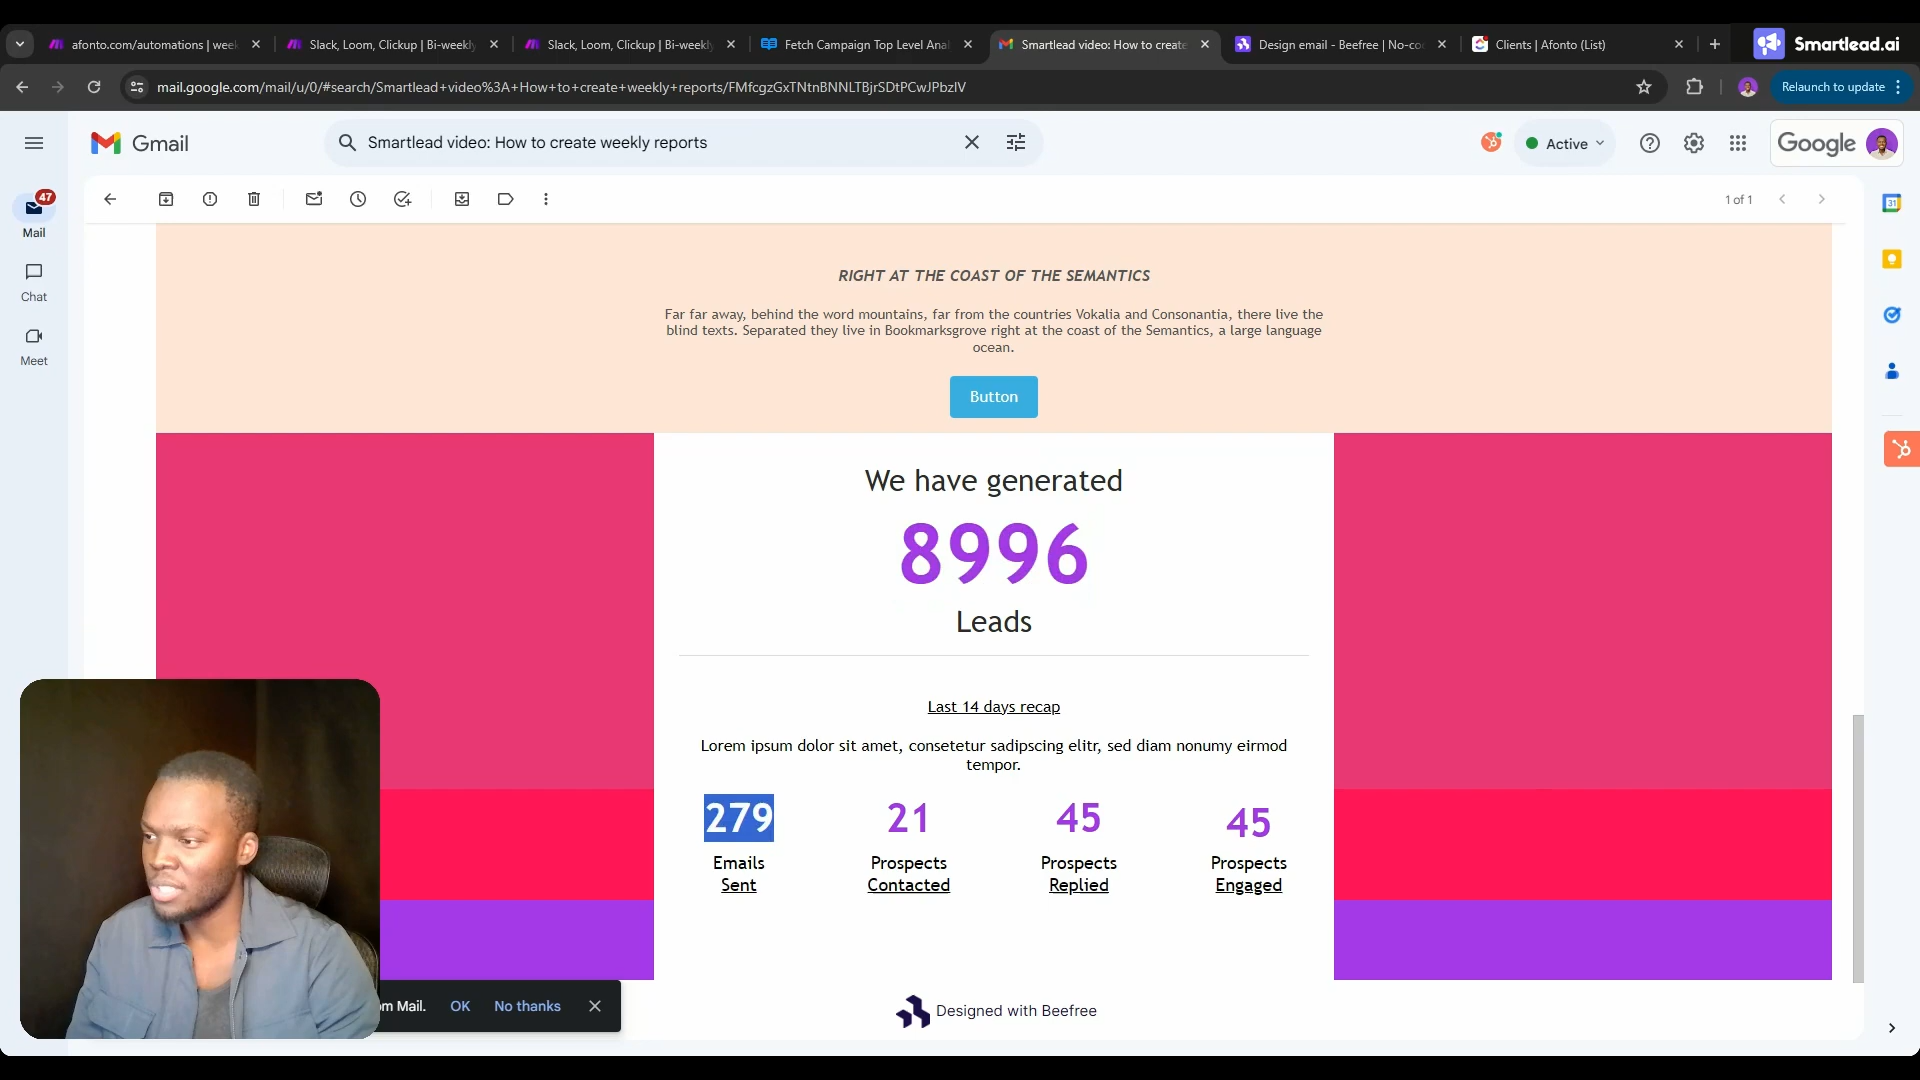 afonto.com/automations | week
Slack, Loom, Clickup | Bi-weekly
Slack, Loom, Clickup | Bi-weekly
Fetch Campaign Top Level Anal
Smartlead video: How to create
Design email - Beefree | No-co
Clients | Afonto (List)
Smartlead.ai
mail.google.com/mail/u/0/#search/Smartlead+video%3A+How+to+create+weekly+reports/FMfcgzGxTNtnBNNLTBjrSDtPCwJPbzlV
Relaunch to update
Gmail
Smartlead video: How to create weekly reports
Active
Google
47
Mail
Chat
Meet
1 of 1
31
RIGHT AT THE COAST OF THE SEMANTICS
Far far away, behind the word mountains, far from the countries Vokalia and Consonantia, there live the
blind texts. Separated they live in Bookmarksgrove right at the coast of the Semantics, a large language
ocean.
Button
We have generated
8996
Leads
Last 14 days recap
Lorem ipsum dolor sit amet, consetetur sadipscing elitr, sed diam nonumy eirmod
tempor.
279
21
45
45
Emails
Sent
Prospects
Contacted
Prospects
Replied
Prospects
Engaged
om Mail.
OK
No thanks
Designed with Beefree